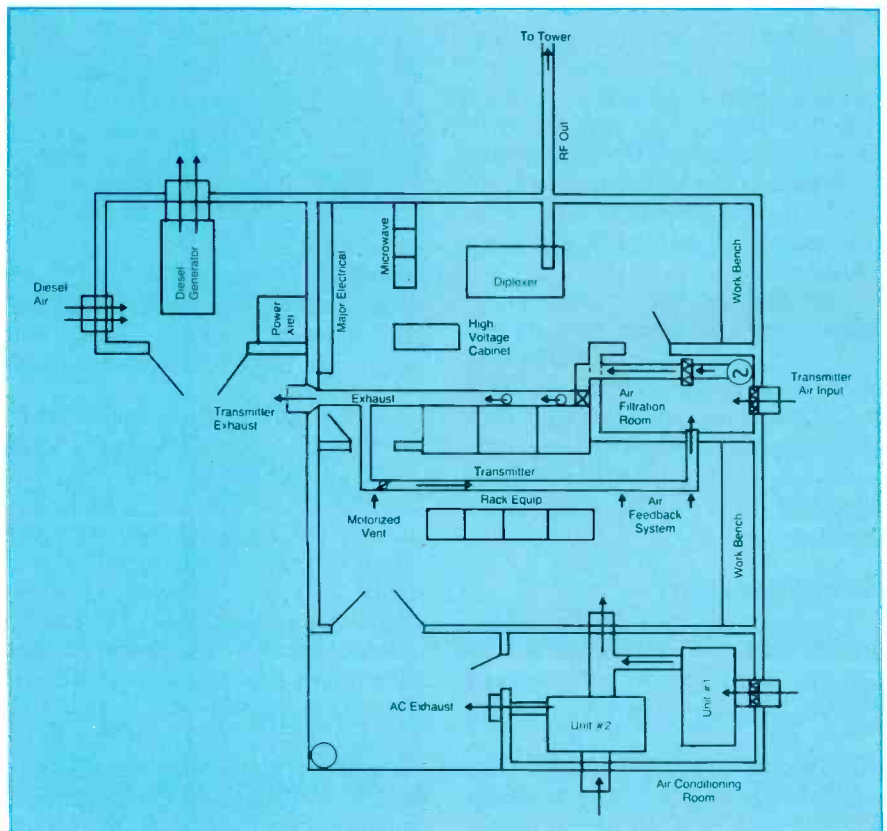 To Tower
RF Out
Diesel
Generator
Diesel
Air
Power
Major Electrical
Microwave
Diplexer
Work Bench
High
Voltage
Cabinet
Transmitter
Exhaust
Exhaust
Air
Filtration
Room
Transmitter
Air Input
Transmitter
Rack Equip
Motorized
Vent
Air
Feedback
System
Work Bench
AC Exhaust
Unit #2
Unit #1
Air Conditioning
Room